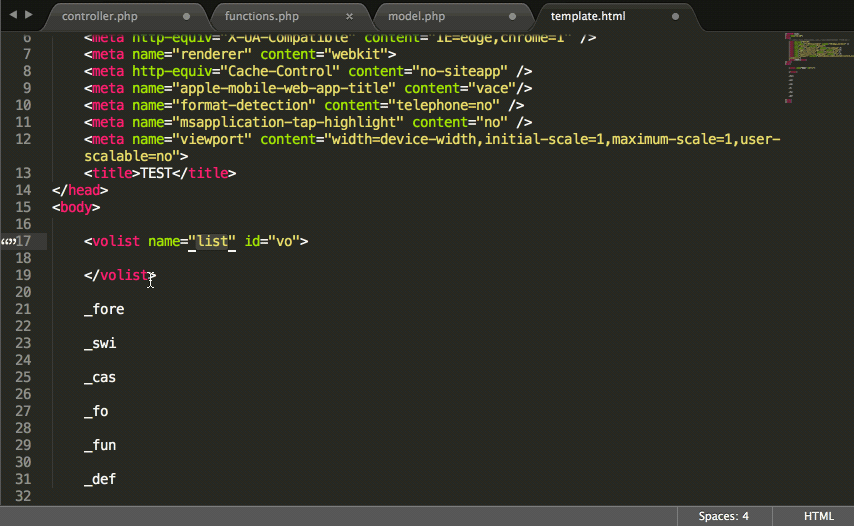 controller.php functions.php × model.php template.html
6 <meta http-equiv="X-UA-Compatible" content="IE=edge,chrome=1" />
7 <meta name="renderer" content="webkit">
8 <meta http-equiv="Cache-Control" content="no-siteapp" />
9 <meta name="apple-mobile-web-app-title" content="vace"/>
10 <meta name="format-detection" content="telephone=no" />
11 <meta name="msapplication-tap-highlight" content="no" />
12 <meta name="viewport" content="width=device-width,initial-scale=1,maximum-scale=1,user-
scalable=no">
13 <title>TEST</title>
14 </head>
15 <body>
16
17 <volist name="list" id="vo">
18
19 </volist>
20
21 _fore
22
23 _swi
24
25 _cas
26
27 _fo
28
29 _fun
30
31 _def
32
Spaces: 4 HTML